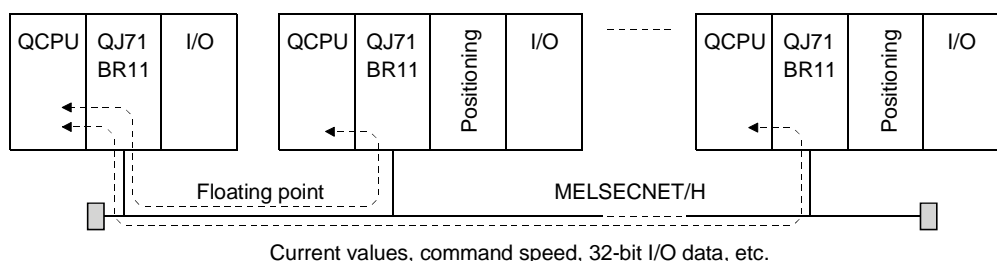 QCPU
QJ71
BR11
I/O
QCPU
QJ71
BR11
Positioning
I/O
QCPU
QJ71
BR11
Positioning
I/O
Floating point
MELSECNET/H
Current values, command speed, 32-bit I/O data, etc.